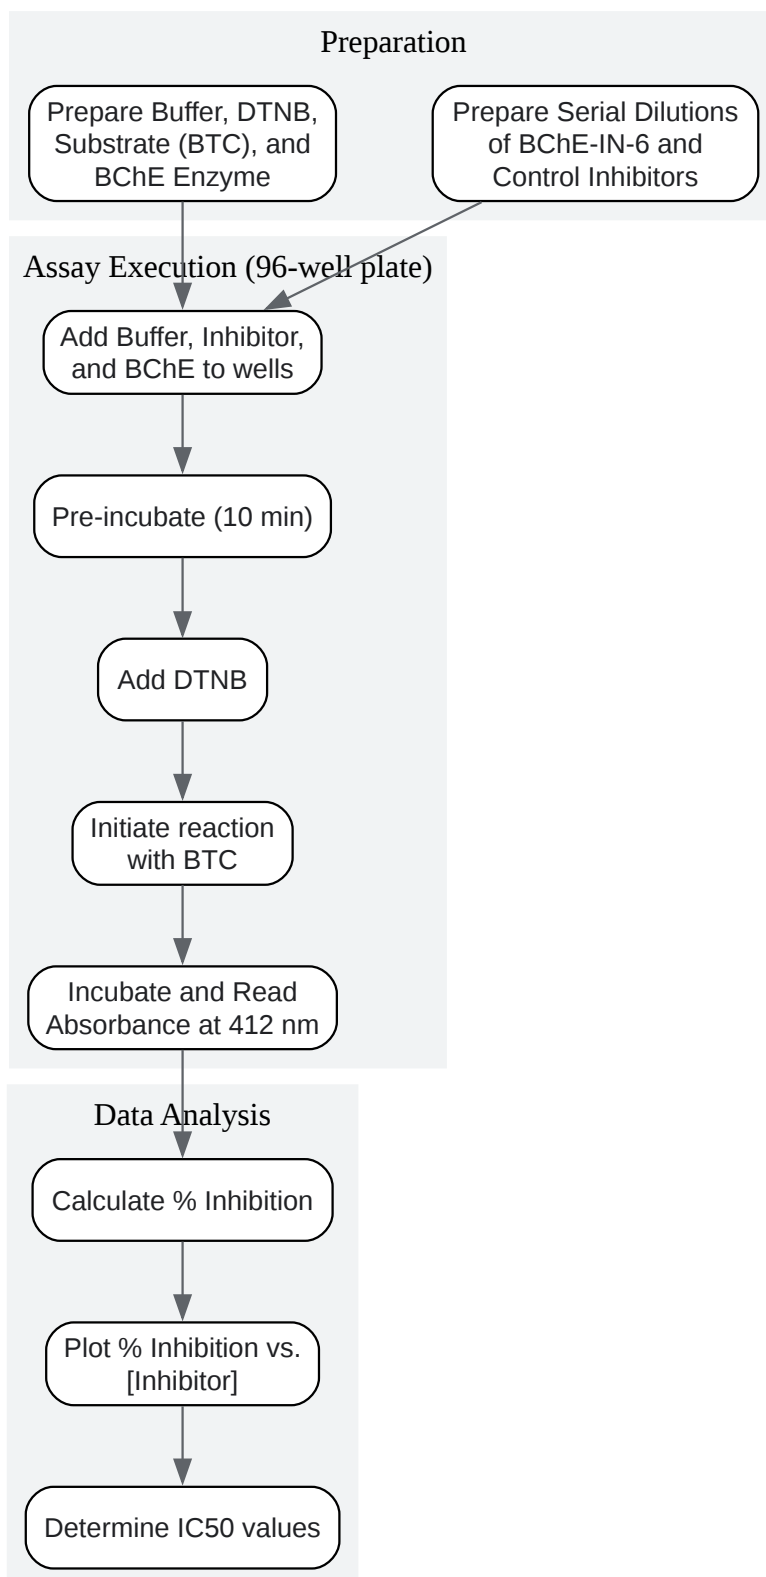 Preparation
Prepare Buffer, DTNB,
Substrate (BTC), and
BChE Enzyme
Prepare Serial Dilutions
of BChE-IN-6 and
Control Inhibitors
Assay Execution (96-well plate)
Add Buffer, Inhibitor,
and BChE to wells
Pre-incubate (10 min)
Add DTNB
Initiate reaction
with BTC
Incubate and Read
Absorbance at 412 nm
Data Analysis
Calculate % Inhibition
Plot % Inhibition vs.
[Inhibitor]
Determine IC50 values